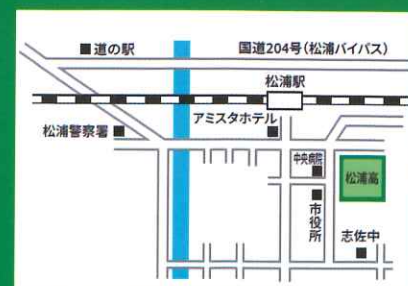 道の駅
国道204号(松浦バイパス)
松浦駅
アミスタホテル
松浦警察署
中央病院
松浦高
市役所
志佐中